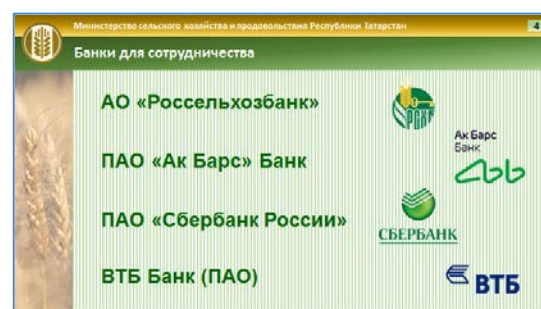 Министерство сельского хозяйства и продовольствия Республики Татарстан
4
Банки для сотрудничества
АО «Россельхозбанк»
РСХБ
ПАО «Ак Барс» Банк
Ак Барс
Банк
ПАО «Сбербанк России»
СБЕРБАНК
ВТБ Банк (ПАО)
ВТБ